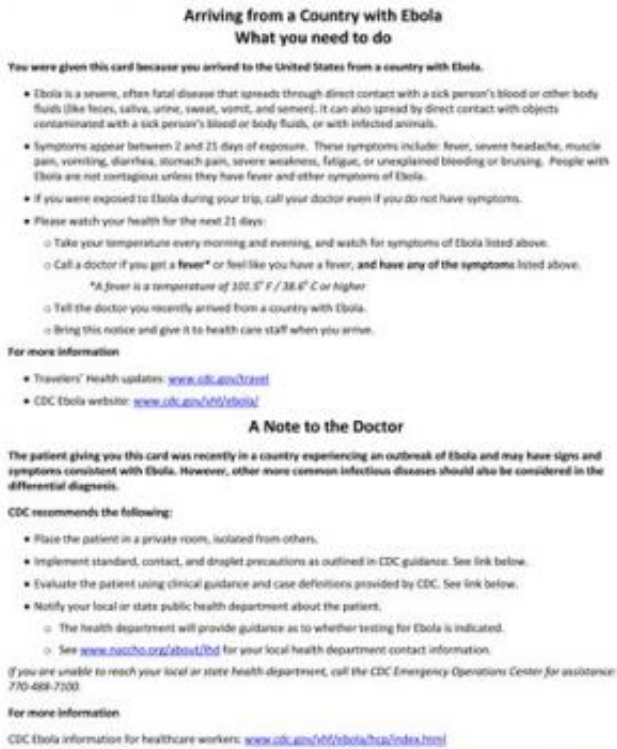 Arriving from a Country with Ebola
What you need to do
You were given this card because you arrived to the United States from a country with Ebola.
• Ebola is a severe, often fatal disease that spreads through direct contact with a sick person's blood or other body
fluids (like feces, saliva, urine, sweat, vomit, and semen). It can also spread by direct contact with objects
contaminated with a sick person's blood or body fluids, or with infected animals.
• Symptoms appear between 2 and 21 days of exposure. These symptoms include: fever, severe headache, muscle
pain, vomiting, diarrhea, stomach pain, severe weakness, fatigue, or unexplained bleeding or bruising. People with
Ebola are not contagious unless they have fever and other symptoms of Ebola.
• If you were exposed to Ebola during your trip, call your doctor even if you do not have symptoms.
• Please watch your health for the next 21 days:
o Take your temperature every morning and evening, and watch for symptoms of Ebola listed above.
o Call a doctor if you get a fever* or feel like you have a fever, and have any of the symptoms listed above.
*A fever is a temperature of 101.5° F / 38.6° C or higher
o Tell the doctor you recently arrived from a country with Ebola.
o Bring this notice and give it to health care staff when you arrive.
For more information
• Travelers' Health updates: www.cdc.gov/travel
• CDC Ebola website: www.cdc.gov/vhf/ebola/
A Note to the Doctor
The patient giving you this card was recently in a country experiencing an outbreak of Ebola and may have signs and
symptoms consistent with Ebola. However, other more common infectious diseases should also be considered in the
differential diagnosis.
CDC recommends the following:
• Place the patient in a private room, isolated from others.
• Implement standard, contact, and droplet precautions as outlined in CDC guidance. See link below.
• Evaluate the patient using clinical guidance and case definitions provided by CDC. See link below.
• Notify your local or state public health department about the patient.
o The health department will provide guidance as to whether testing for Ebola is indicated.
o See www.naccho.org/about/lhd for your local health department contact information.
If you are unable to reach your local or state health department, call the CDC Emergency Operations Center for assistance:
770-488-7100.
For more information
CDC Ebola information for healthcare workers: www.cdc.gov/vhf/ebola/hcp/index.html